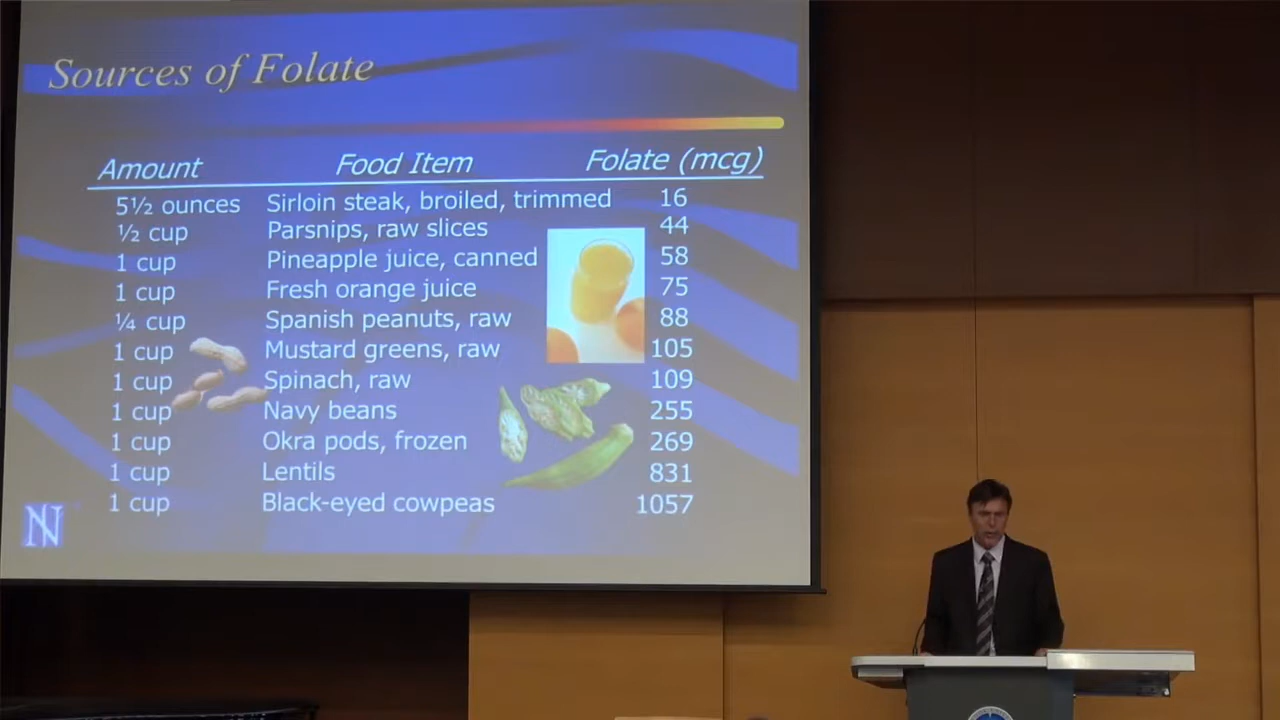 Sources of Folate
Amount Food Item Folate (mcg)
5½ ounces Sirloin steak, broiled, trimmed 16
½ cup Parsnips, raw slices 44
1 cup Pineapple juice, canned 58
1 cup Fresh orange juice 75
¼ cup Spanish peanuts, raw 88
1 cup Mustard greens, raw 105
1 cup Spinach, raw 109
1 cup Navy beans 255
1 cup Okra pods, frozen 269
1 cup Lentils 831
1 cup Black-eyed cowpeas 1057
N